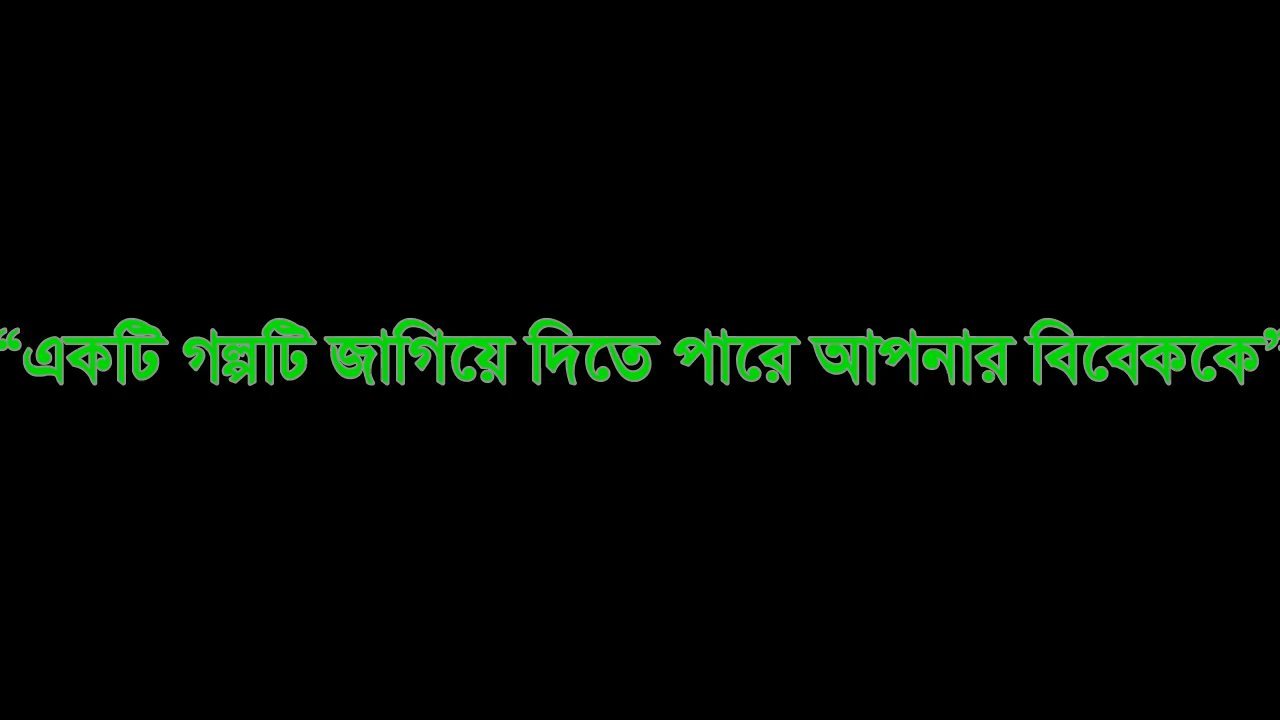 “একটি গল্পটি জাগিয়ে দিতে পারে আপনার বিবেককে”